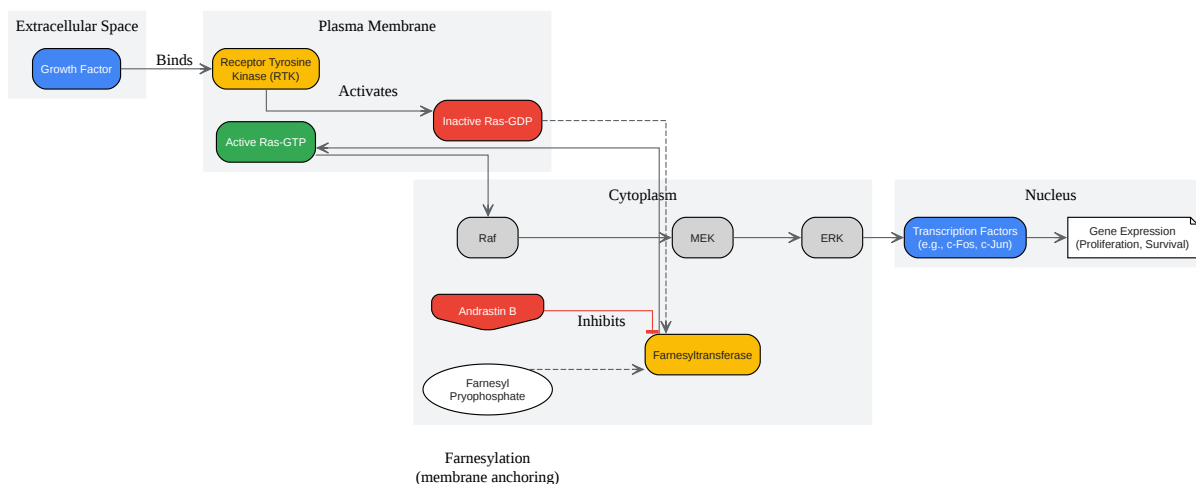 Extracellular Space
Plasma Membrane
Growth Factor
Binds
Receptor Tyrosine
Kinase (RTK)
Activates
Inactive Ras-GDP
Active Ras-GTP
Cytoplasm
Nucleus
Raf
MEK
ERK
Transcription Factors
(e.g., c-Fos, c-Jun)
Gene Expression
(Proliferation, Survival)
Andrastin B
Inhibits
Farnesyltransferase
Farnesyl
Pryophosphate
Farnesylation
(membrane anchoring)